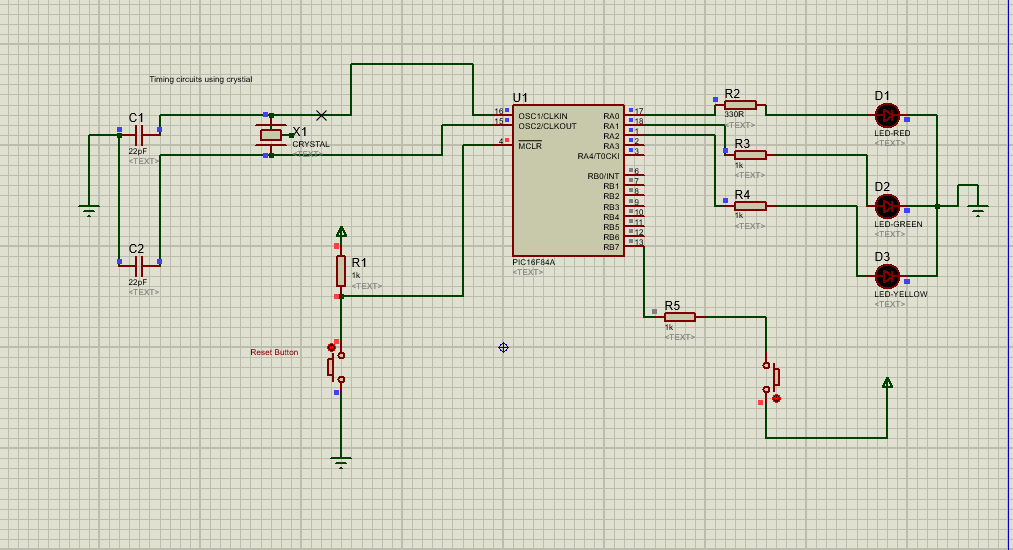 Timing circuits using crystial
C1
22pF
<TEXT>
X1
CRYSTAL
<TEXT>
C2
22pF
<TEXT>
R1
1k
<TEXT>
Reset Button
U1
16 OSC1/CLKIN
15 OSC2/CLKOUT
4 MCLR
RA0 17
RA1 18
RA2 1
RA3 2
RA4/T0CKI 3
RB0/INT 6
RB1 7
RB2 8
RB3 9
RB4 10
RB5 11
RB6 12
RB7 13
PIC16F84A
<TEXT>
R2
330R
<TEXT>
R3
1k
<TEXT>
R4
1k
<TEXT>
R5
1k
<TEXT>
D1
LED-RED
<TEXT>
D2
LED-GREEN
<TEXT>
D3
LED-YELLOW
<TEXT>